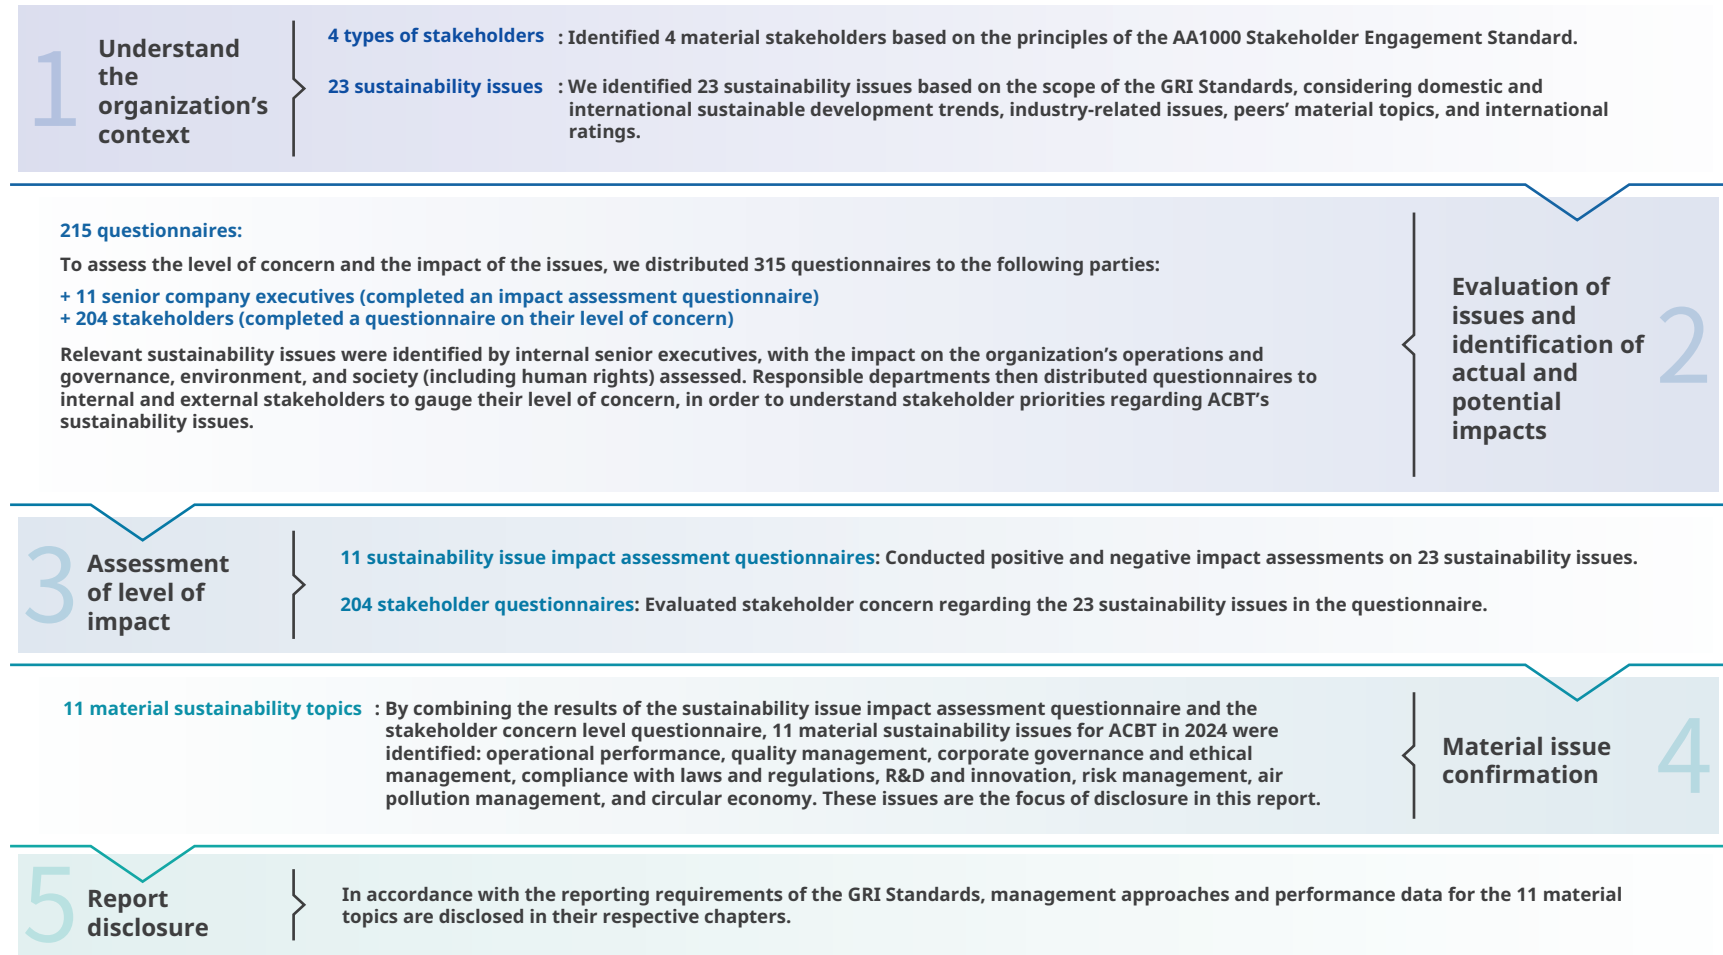 1
Understand
the
organization's
context
4 types of stakeholders : Identified 4 material stakeholders based on the principles of the AA1000 Stakeholder Engagement Standard.
23 sustainability issues : We identified 23 sustainability issues based on the scope of the GRI Standards, considering domestic and
international sustainable development trends, industry-related issues, peers' material topics, and international
ratings.
215 questionnaires:
To assess the level of concern and the impact of the issues, we distributed 315 questionnaires to the following parties:
+ 11 senior company executives (completed an impact assessment questionnaire)
+ 204 stakeholders (completed a questionnaire on their level of concern)
Relevant sustainability issues were identified by internal senior executives, with the impact on the organization's operations and
governance, environment, and society (including human rights) assessed. Responsible departments then distributed questionnaires to
internal and external stakeholders to gauge their level of concern, in order to understand stakeholder priorities regarding ACBT's
sustainability issues.
Evaluation of
issues and
identification of
actual and
potential
impacts
2
3
Assessment
of level of
impact
11 sustainability issue impact assessment questionnaires: Conducted positive and negative impact assessments on 23 sustainability issues.
204 stakeholder questionnaires: Evaluated stakeholder concern regarding the 23 sustainability issues in the questionnaire.
11 material sustainability topics : By combining the results of the sustainability issue impact assessment questionnaire and the
stakeholder concern level questionnaire, 11 material sustainability issues for ACBT in 2024 were
identified: operational performance, quality management, corporate governance and ethical
management, compliance with laws and regulations, R&D and innovation, risk management, air
pollution management, and circular economy. These issues are the focus of disclosure in this report.
Material issue
confirmation
4
5
Report
disclosure
In accordance with the reporting requirements of the GRI Standards, management approaches and performance data for the 11 material
topics are disclosed in their respective chapters.